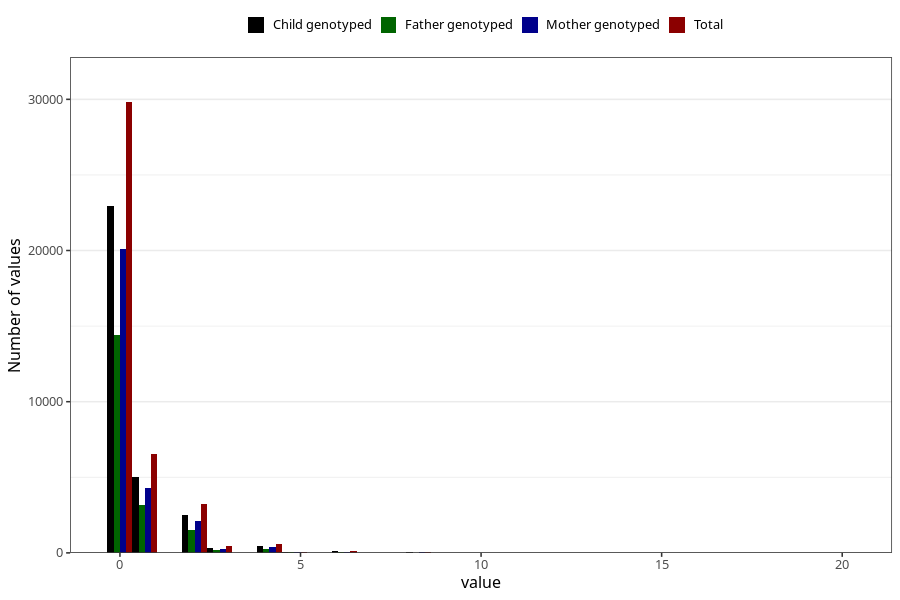 Child genotyped Father genotyped Mother genotyped Total
Number of values
30000
20000
10000
0
0 5 10 15 20
value